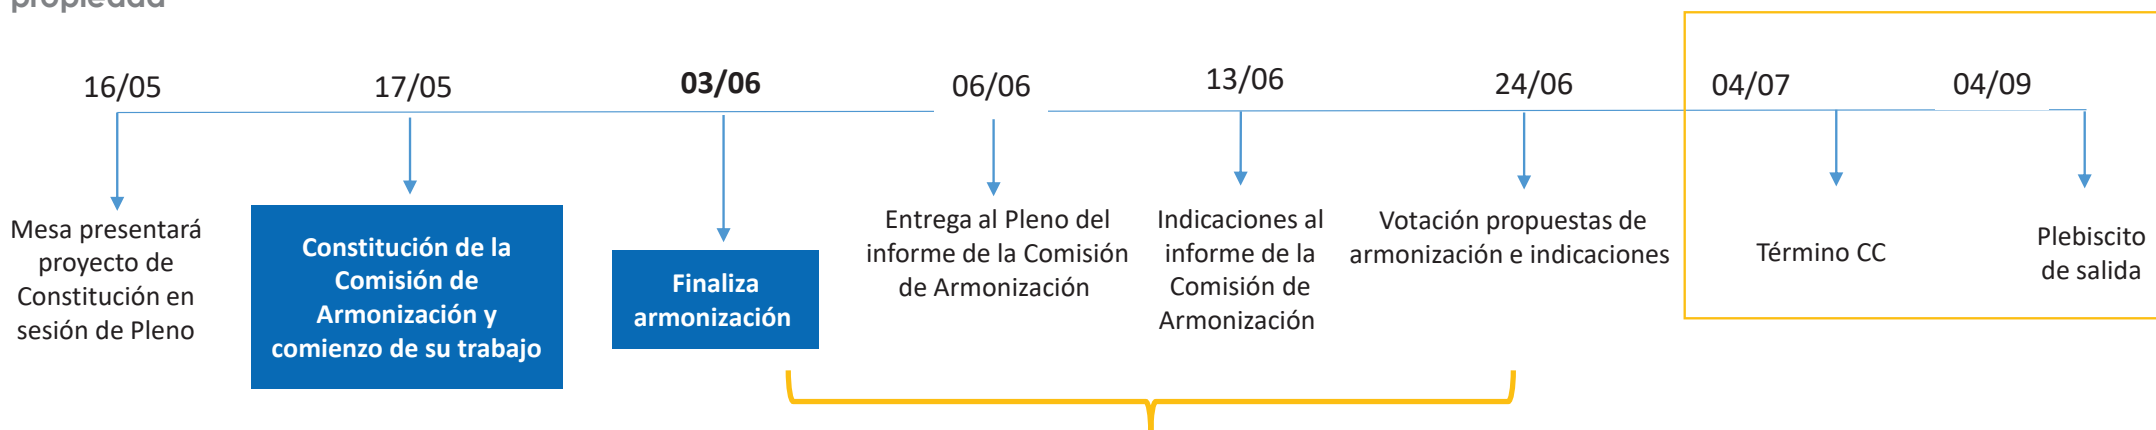 propiedad
16/05
17/05
03/06
06/06
13/06
24/06
04/07
04/09
Mesa presentará
proyecto de
Constitución en
sesión de Pleno
Constitución de la
Comisión de
Armonización y
comienzo de su trabajo
Finaliza
armonización
Entrega al Pleno del
informe de la Comisión
de Armonización
Indicaciones al
informe de la
Comisión de
Armonización
Votación propuestas de
armonización e indicaciones
Término CC
Plebiscito
de salida